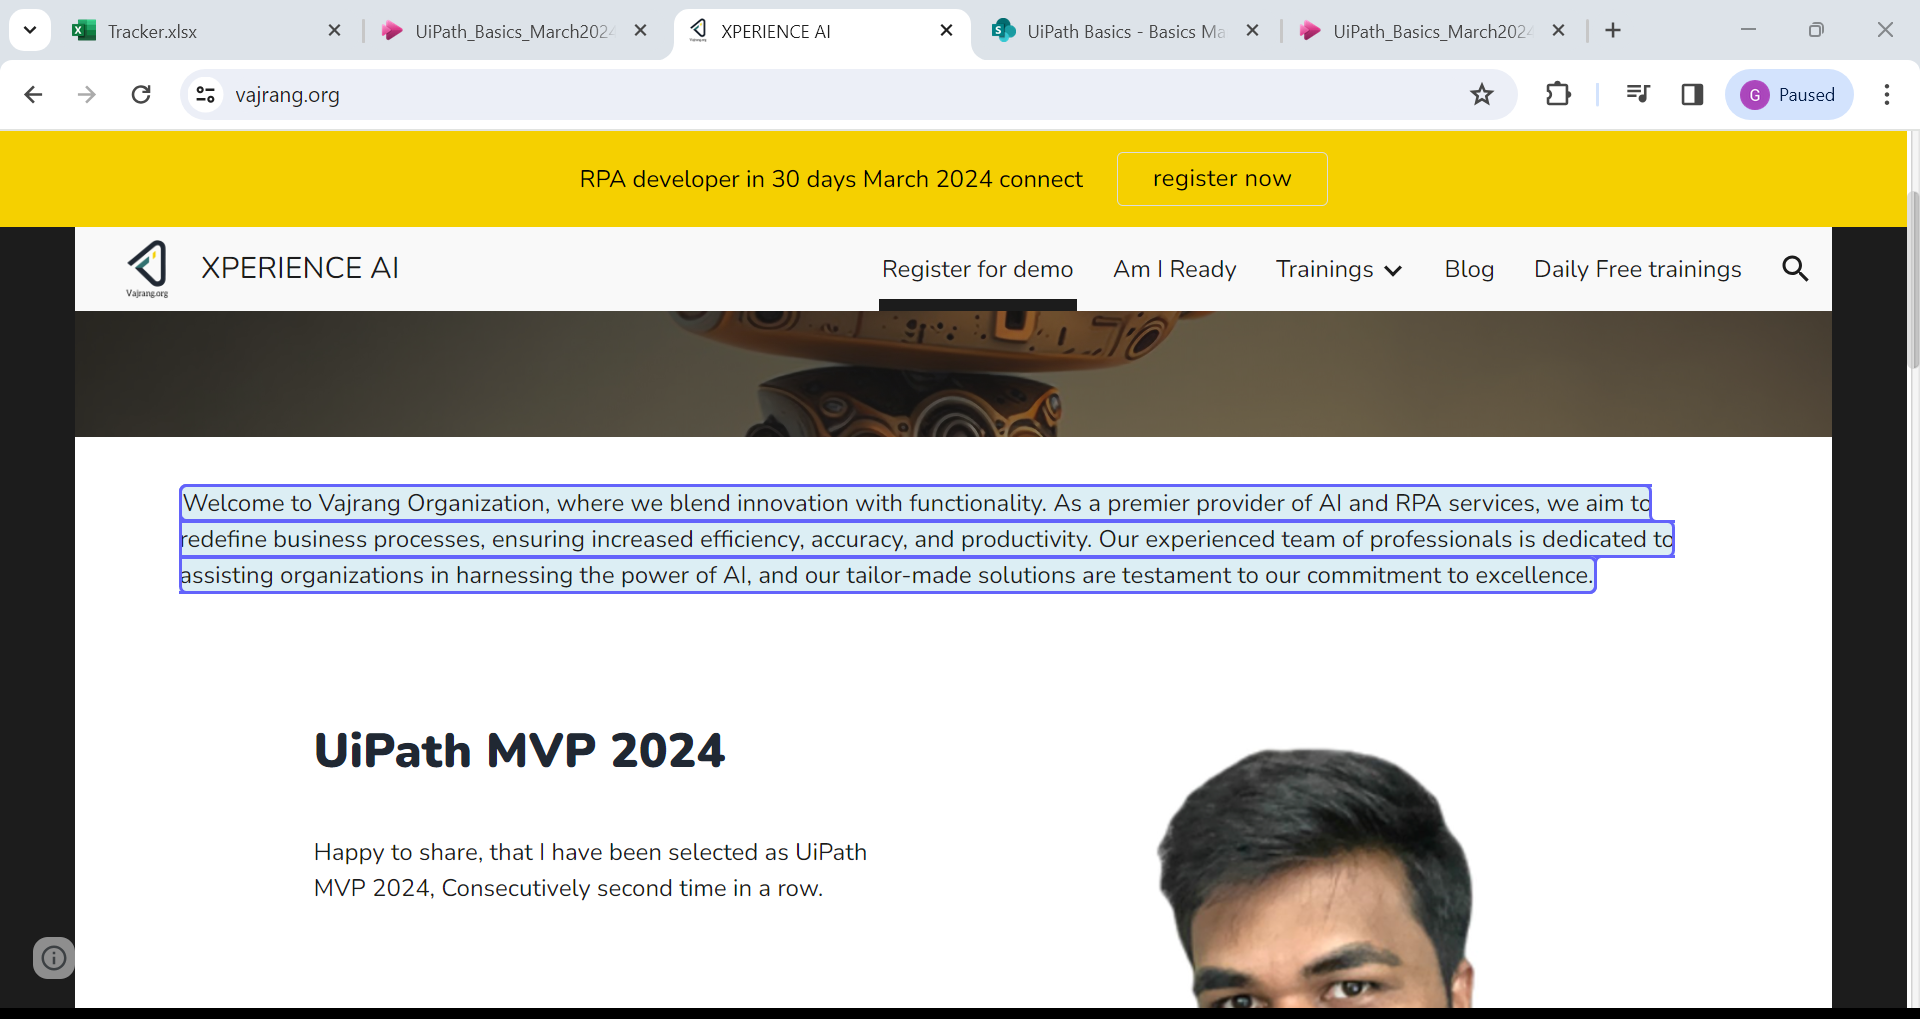 Tracker.xlsx
UiPath_Basics_March2024
XPERIENCE AI
UiPath Basics - Basics Ma
UiPath_Basics_March2024
vajrang.org
G Paused
RPA developer in 30 days March 2024 connect
register now
Vajrang.org
XPERIENCE AI
Register for demo
Am I Ready
Trainings
Blog
Daily Free trainings
Welcome to Vajrang Organization, where we blend innovation with functionality. As a premier provider of AI and RPA services, we aim to
redefine business processes, ensuring increased efficiency, accuracy, and productivity. Our experienced team of professionals is dedicated to
assisting organizations in harnessing the power of AI, and our tailor-made solutions are testament to our commitment to excellence.
UiPath MVP 2024
Happy to share, that I have been selected as UiPath
MVP 2024, Consecutively second time in a row.